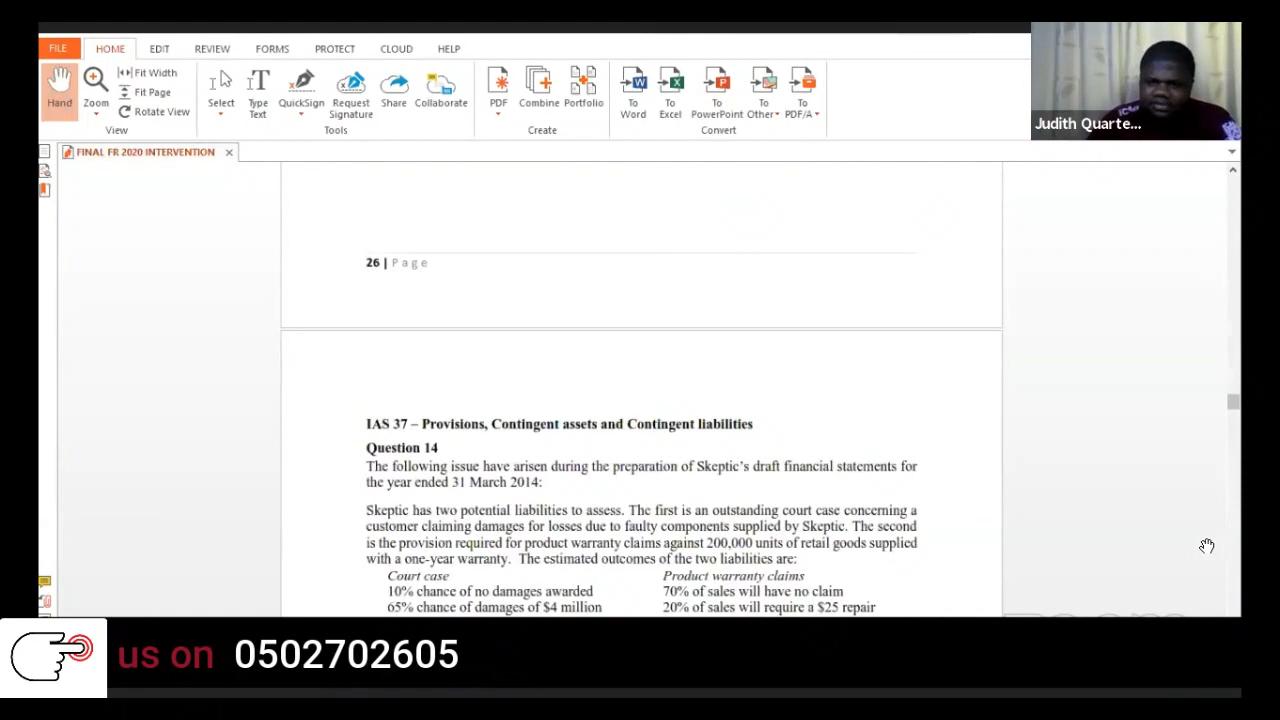 FILE HOME EDIT REVIEW FORMS PROTECT CLOUD HELP
Hand
Zoom
Fit Width
Fit Page
Rotate View
View
Select
Type Text
QuickSign
Request Signature
Share
Collaborate
Tools
PDF
Combine
Portfolio
Create
To Word
To Excel
To PowerPoint
To Other
To PDF/A
Convert
Judith Quarte...
FINAL FR 2020 INTERVENTION
26 | Page
IAS 37 – Provisions, Contingent assets and Contingent liabilities
Question 14
The following issue have arisen during the preparation of Skeptic's draft financial statements for
the year ended 31 March 2014:
Skeptic has two potential liabilities to assess. The first is an outstanding court case concerning a
customer claiming damages for losses due to faulty components supplied by Skeptic. The second
is the provision required for product warranty claims against 200,000 units of retail goods supplied
with a one-year warranty. The estimated outcomes of the two liabilities are:
Court case Product warranty claims
10% chance of no damages awarded 70% of sales will have no claim
65% chance of damages of $4 million 20% of sales will require a $25 repair
us on 0502702605